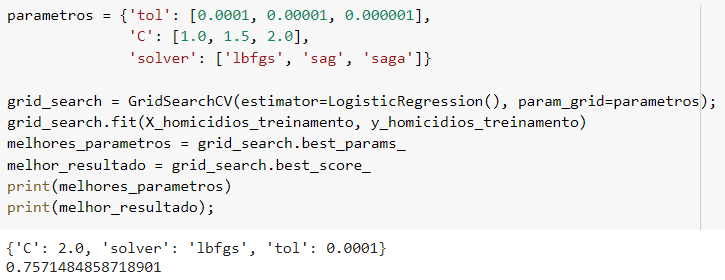 parametros = {'tol': [0.0001, 0.00001, 0.000001],
'C': [1.0, 1.5, 2.0],
'solver': ['lbfgs', 'sag', 'saga']}
grid_search = GridSearchCV(estimator=LogisticRegression(), param_grid=parametros);
grid_search.fit(X_homicidios_treinamento, y_homicidios_treinamento)
melhores_parametros = grid_search.best_params_
melhor_resultado = grid_search.best_score_
print(melhores_parametros)
print(melhor_resultado);
{'C': 2.0, 'solver': 'lbfgs', 'tol': 0.0001}
0.7571484858718901